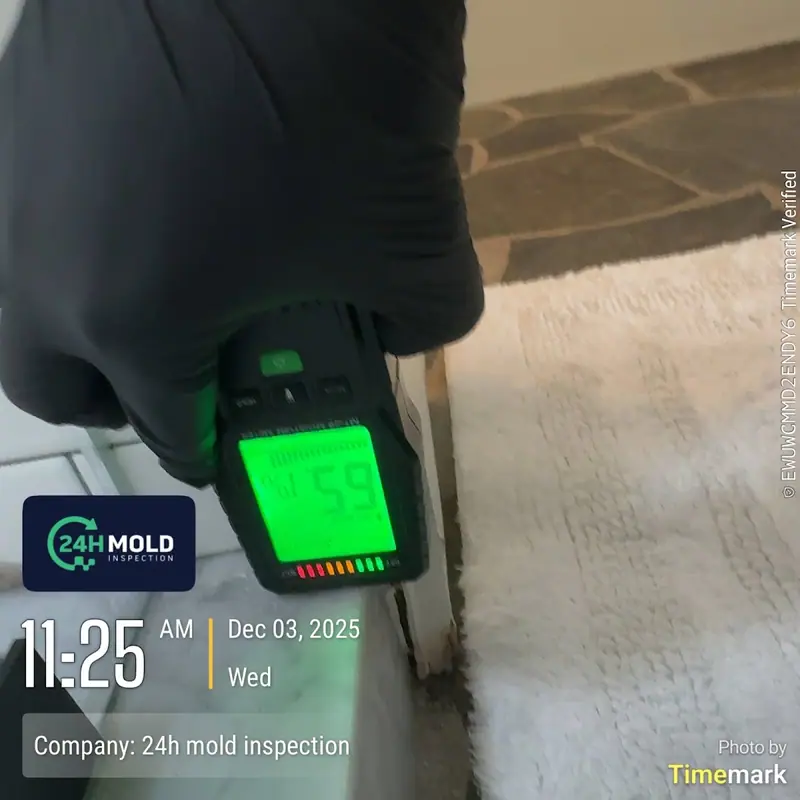 59
%
24H MOLD
INSPECTION
11:25 AM
Dec 03, 2025
Wed
Company: 24h mold inspection
© EWUWCMMD2ENDY6 Timemark Verified
Photo by
Timemark